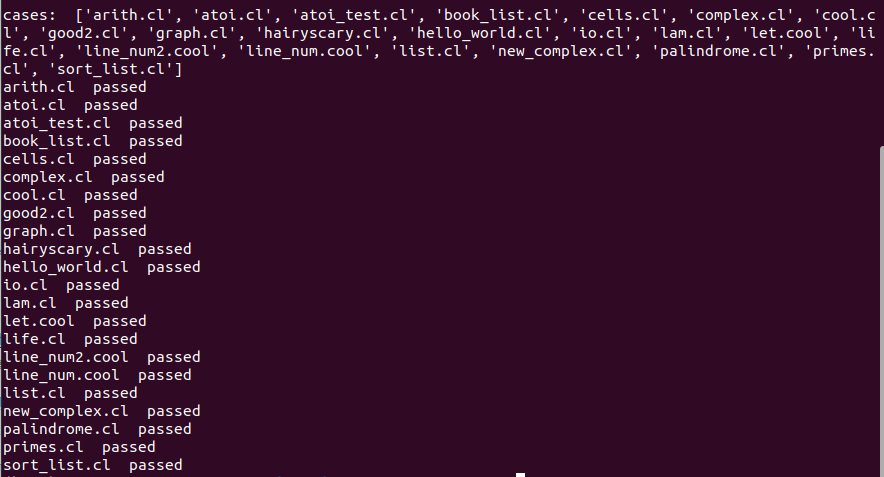 cases:  ['arith.cl', 'atoi.cl', 'atoi_test.cl', 'book_list.cl', 'cells.cl', 'complex.cl', 'cool.c
l', 'good2.cl', 'graph.cl', 'hairyscary.cl', 'hello_world.cl', 'io.cl', 'lam.cl', 'let.cool', 'li
fe.cl', 'line_num2.cool', 'line_num.cool', 'list.cl', 'new_complex.cl', 'palindrome.cl', 'primes.
cl', 'sort_list.cl']
arith.cl  passed
atoi.cl  passed
atoi_test.cl  passed
book_list.cl  passed
cells.cl  passed
complex.cl  passed
cool.cl  passed
good2.cl  passed
graph.cl  passed
hairyscary.cl  passed
hello_world.cl  passed
io.cl  passed
lam.cl  passed
let.cool  passed
life.cl  passed
line_num2.cool  passed
line_num.cool  passed
list.cl  passed
new_complex.cl  passed
palindrome.cl  passed
primes.cl  passed
sort_list.cl  passed